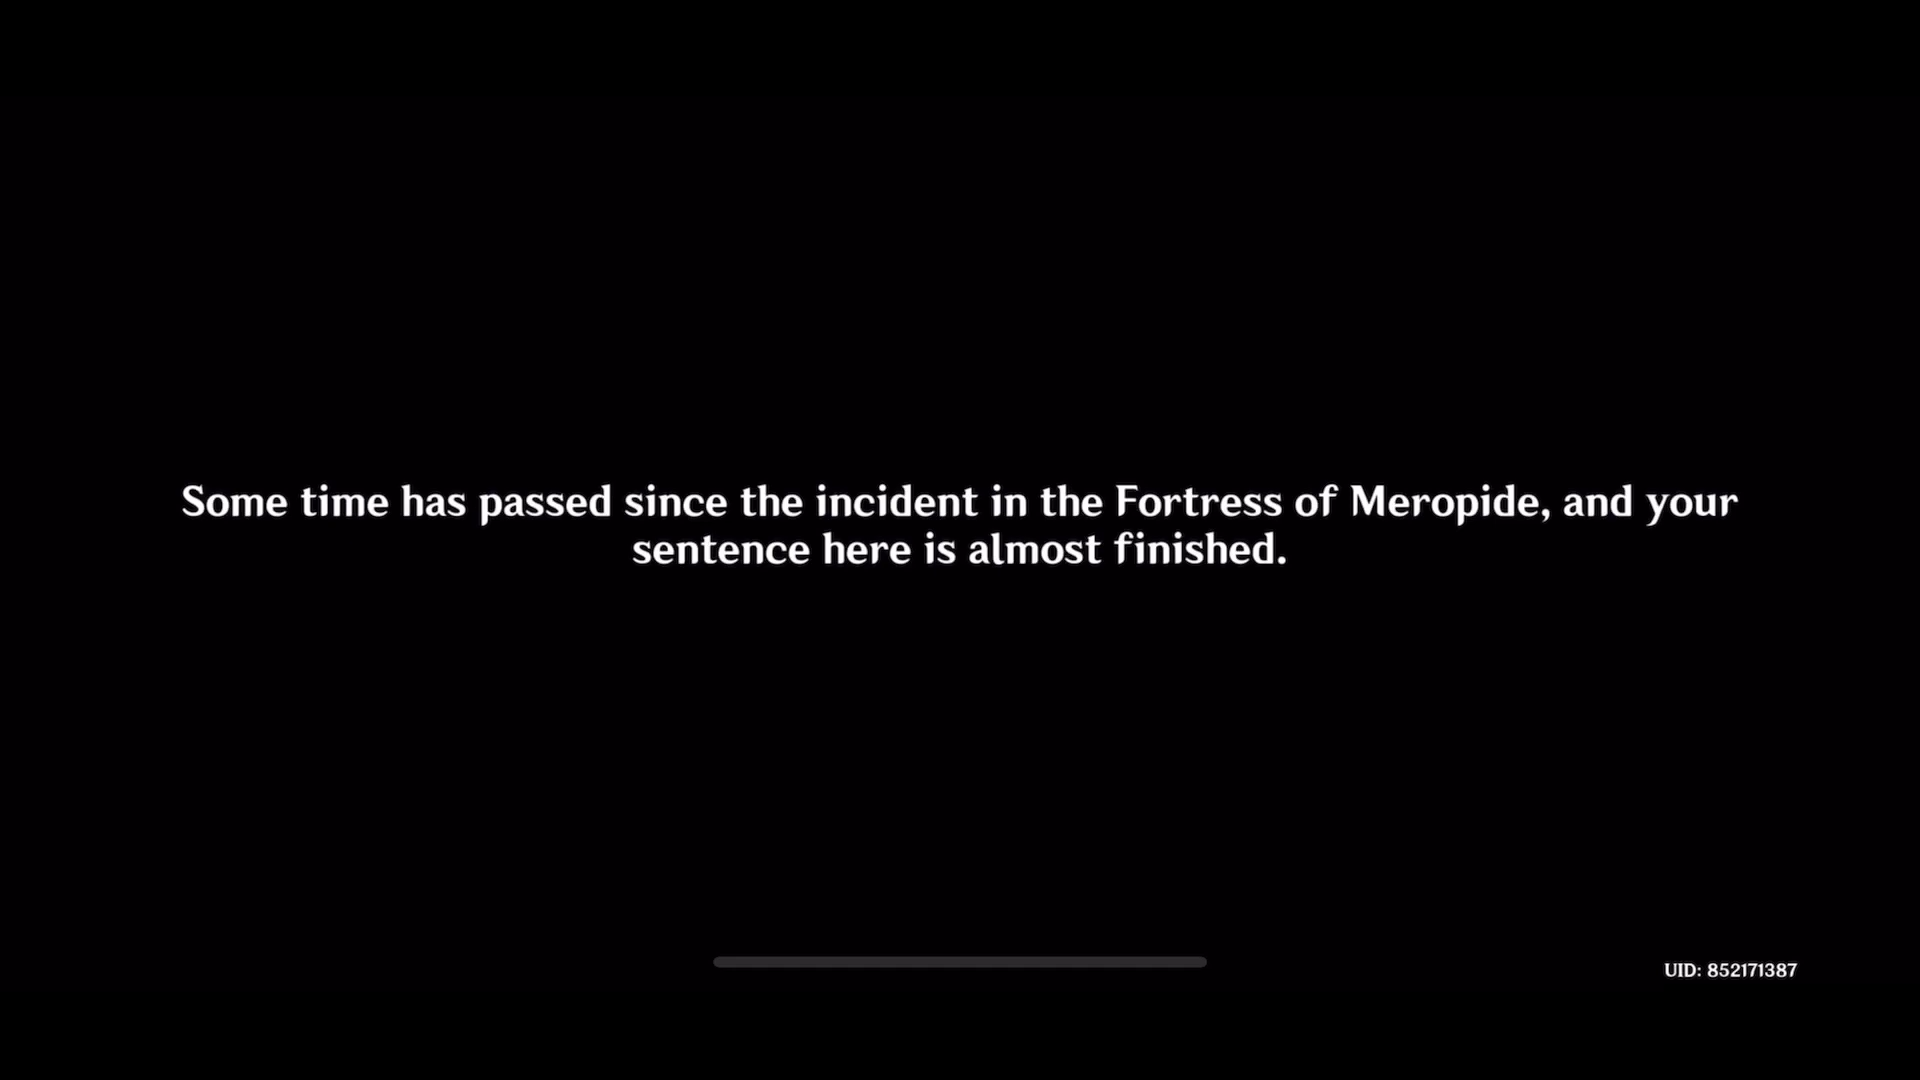 Some time has passed since the incident in the Fortress of Meropide, and your
sentence here is almost finished.
UID: 852171387